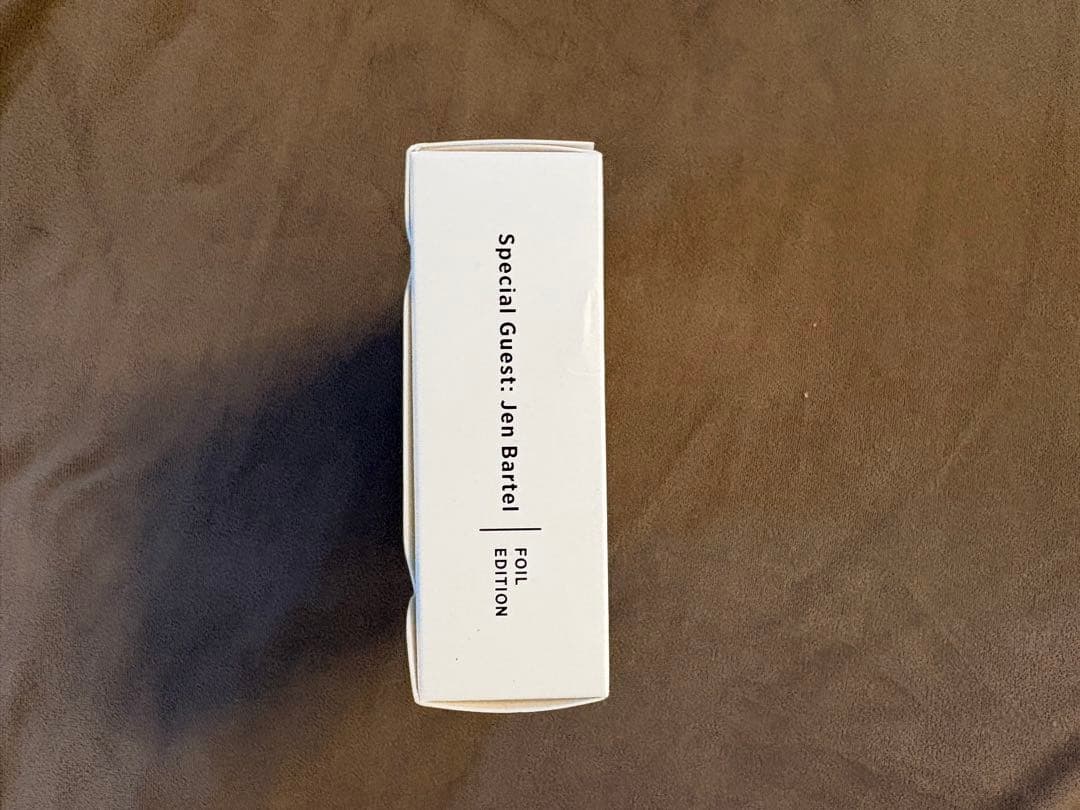 Special Guest: Jen Bartel
FOIL
EDITION